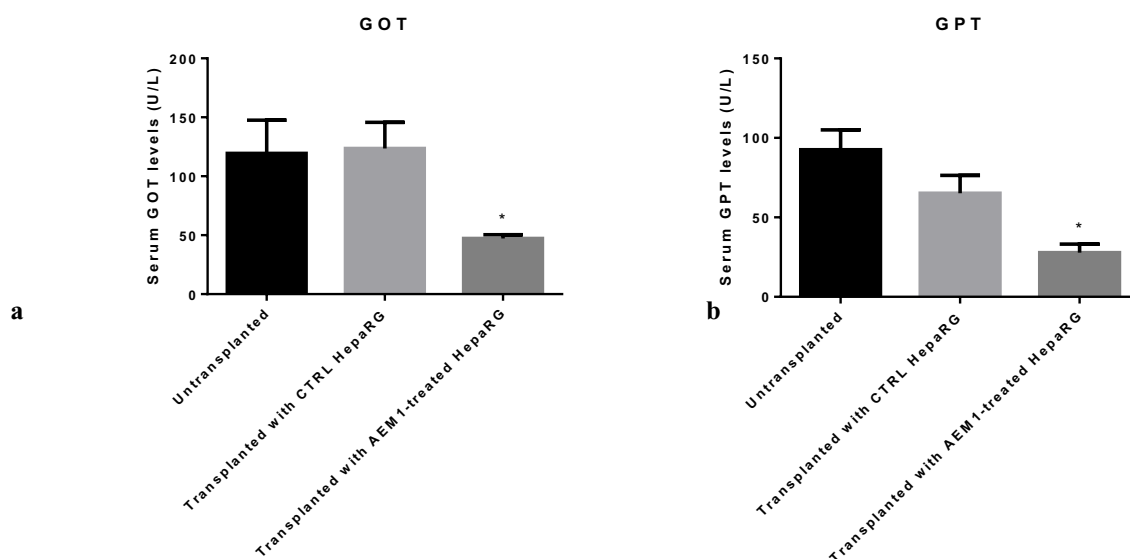 GOT
Serum GOT levels (U/L)
200
150
100
50
0
*
Untransplanted
Transplanted with CTRL HepaRG
Transplanted with AEM1-treated HepaRG
a
GPT
Serum GPT levels (U/L)
150
100
50
0
*
Untransplanted
Transplanted with CTRL HepaRG
Transplanted with AEM1-treated HepaRG
b